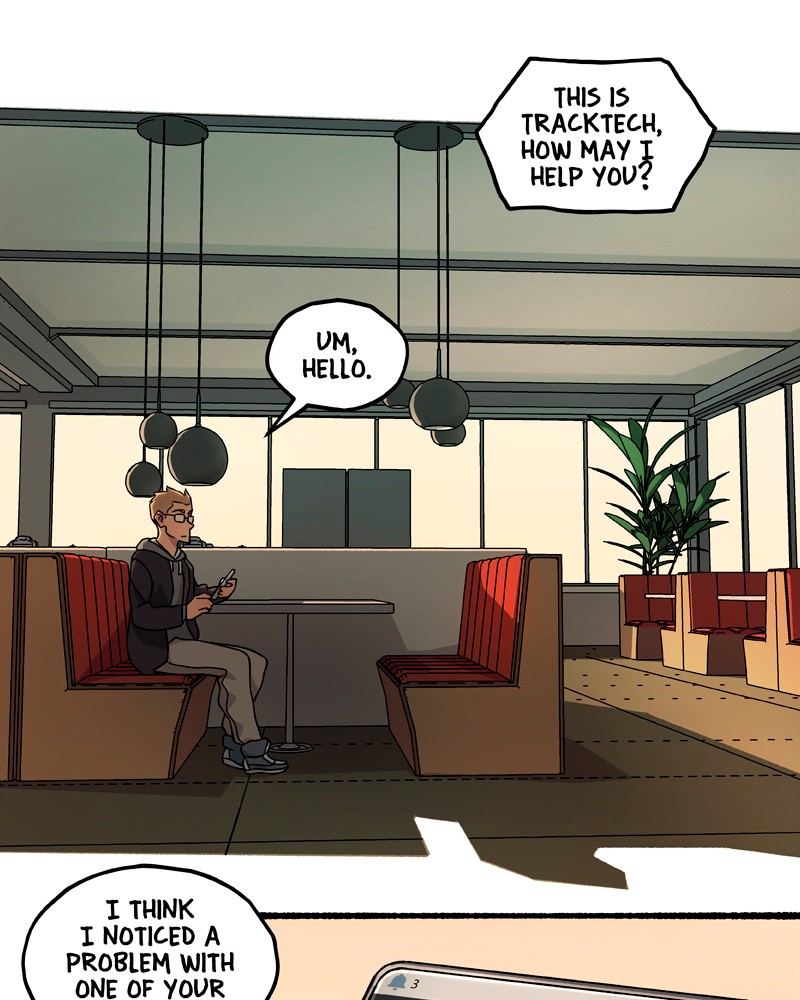 THIS IS
TRACKTECH,
HOW MAY I
HELP YOU?
UM,
HELLO.
I THINK
I NOTICED A
PROBLEM WITH
ONE OF YOUR
3